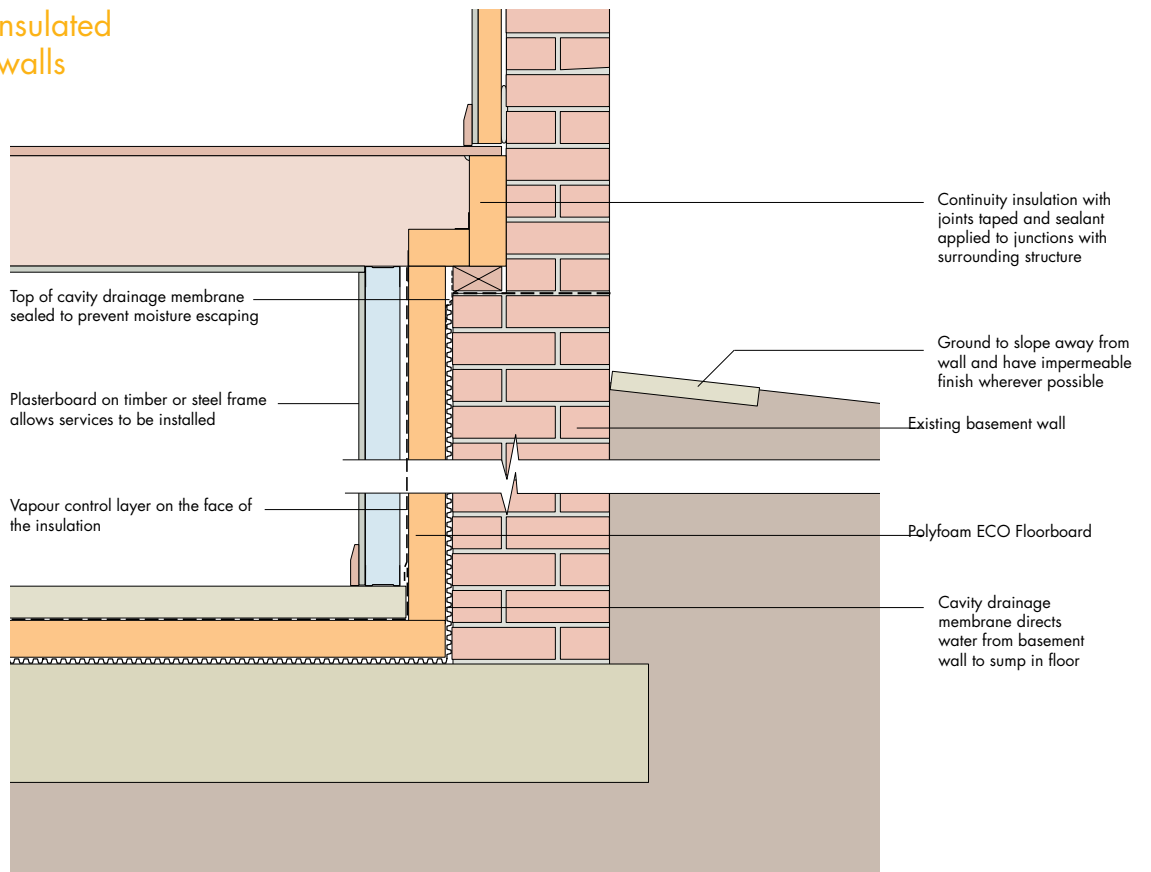 nsulated
walls
Continuity insulation with
joints taped and sealant
applied to junctions with
surrounding structure
Top of cavity drainage membrane
sealed to prevent moisture escaping
Ground to slope away from
wall and have impermeable
finish wherever possible
Plasterboard on timber or steel frame
allows services to be installed
Existing basement wall
Vapour control layer on the face of
the insulation
Polyfoam ECO Floorboard
Cavity drainage
membrane directs
water from basement
wall to sump in floor